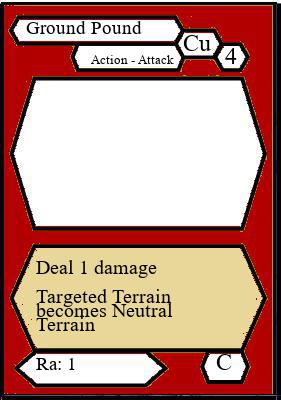 Ground Pound
Cu
4
Action - Attack
Deal 1 damage
Targeted Terrain
becomes Neutral
Terrain
Ra: 1
C